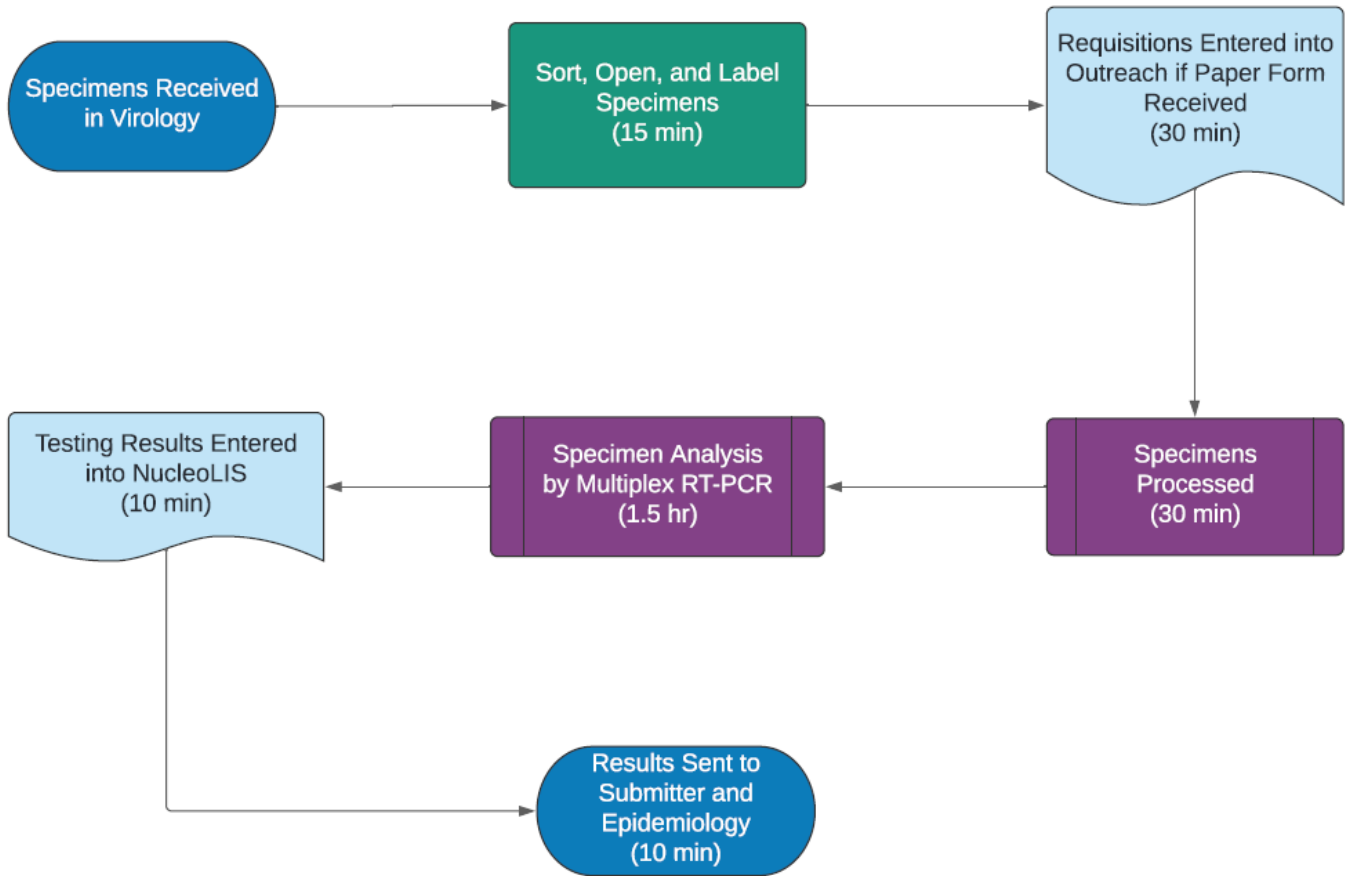 Specimens Received
in Virology
Sort, Open, and Label
Specimens
(15 min)
Requisitions Entered into
Outreach if Paper Form
Received
(30 min)
Testing Results Entered
into NucleoLIS
(10 min)
Specimen Analysis
by Multiplex RT-PCR
(1.5 hr)
Specimens
Processed
(30 min)
Results Sent to
Submitter and
Epidemiology
(10 min)